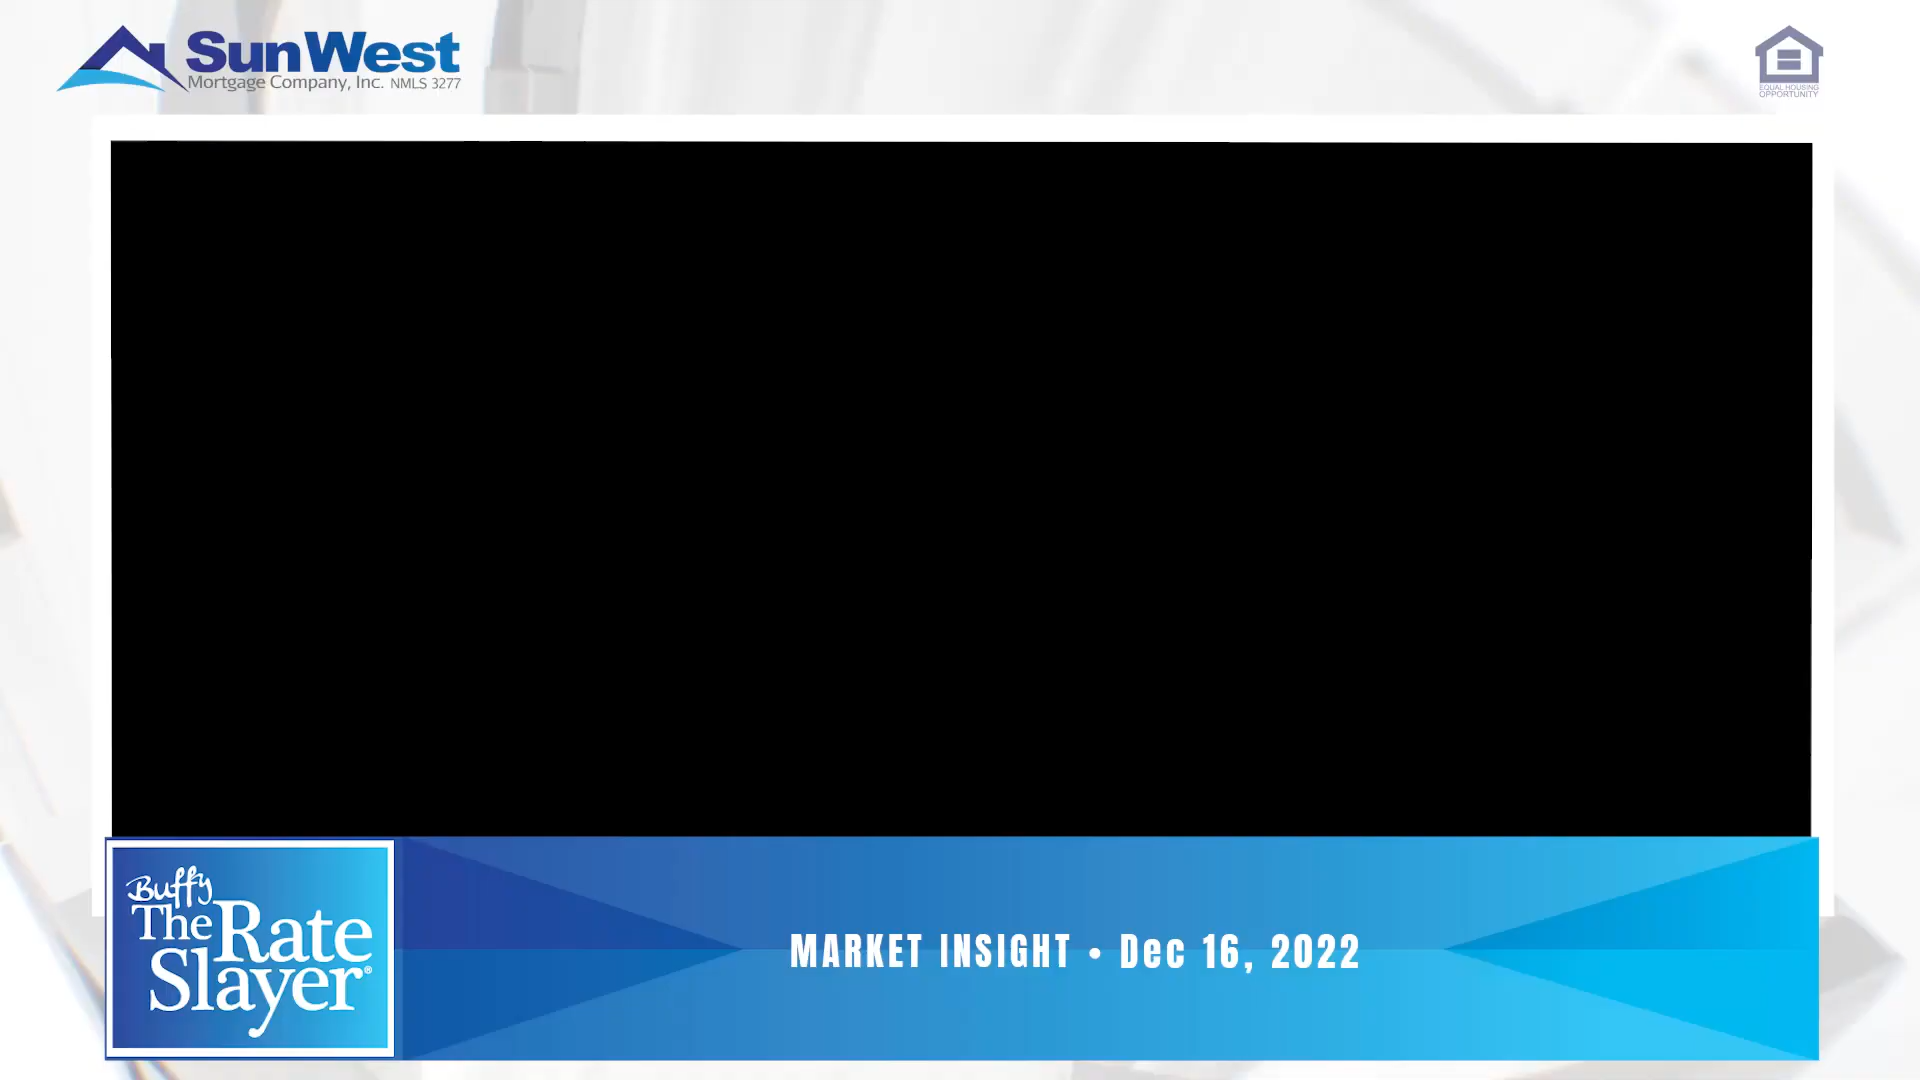 SunWest
Mortgage Company, Inc. NMLS 3277
EQUAL HOUSING
OPPORTUNITY
Buffy
The Rate
Slayer®
MARKET INSIGHT • Dec 16, 2022